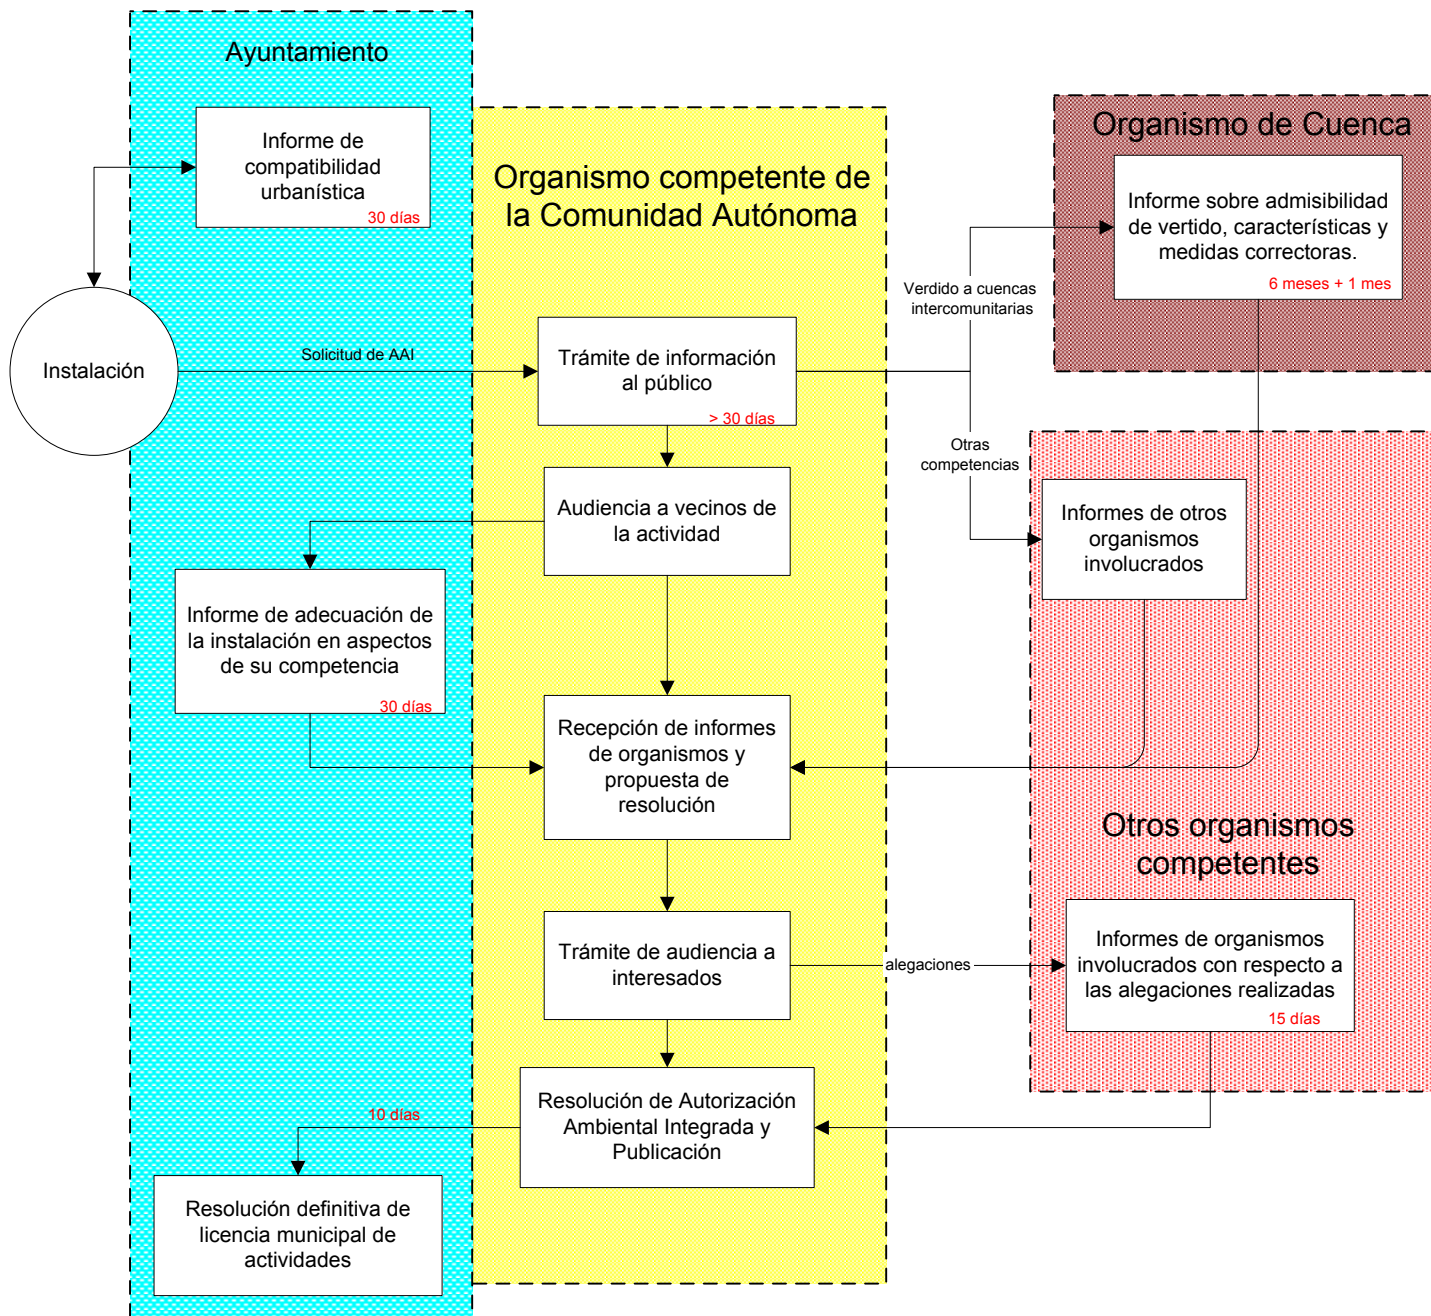 Ayuntamiento
Informe de
compatibilidad
urbanística
30 días
Organismo competente de
la Comunidad Autónoma
Organismo de Cuenca
Informe sobre admisibilidad
de vertido, características y
medidas correctoras.
6 meses + 1 mes
Verdido a cuencas
intercomunitarias
Instalación
Solicitud de AAI
Trámite de información
al público
> 30 días
Otras
competencias
Audiencia a vecinos de
la actividad
Informes de otros
organismos
involucrados
Informe de adecuación de
la instalación en aspectos
de su competencia
30 días
Recepción de informes
de organismos y
propuesta de
resolución
Otros organismos
competentes
Trámite de audiencia a
interesados
alegaciones
Informes de organismos
involucrados con respecto a
las alegaciones realizadas
15 días
Resolución de Autorización
Ambiental Integrada y
Publicación
10 días
Resolución definitiva de
licencia municipal de
actividades